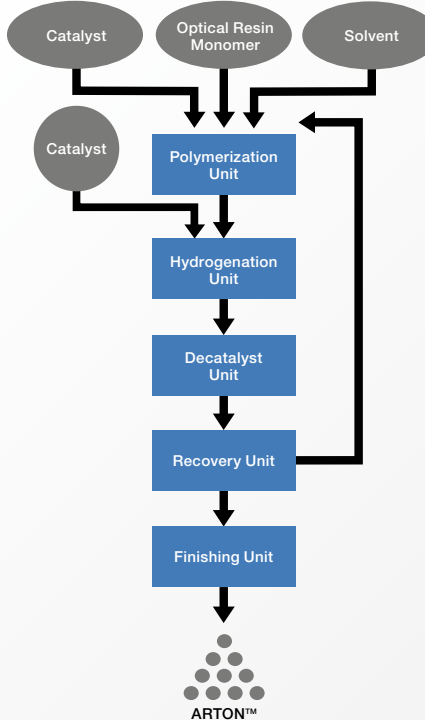 Catalyst
Optical Resin
Monomer
Solvent
Catalyst
Polymerization
Unit
Hydrogenation
Unit
Decatalyst
Unit
Recovery Unit
Finishing Unit
ARTON™